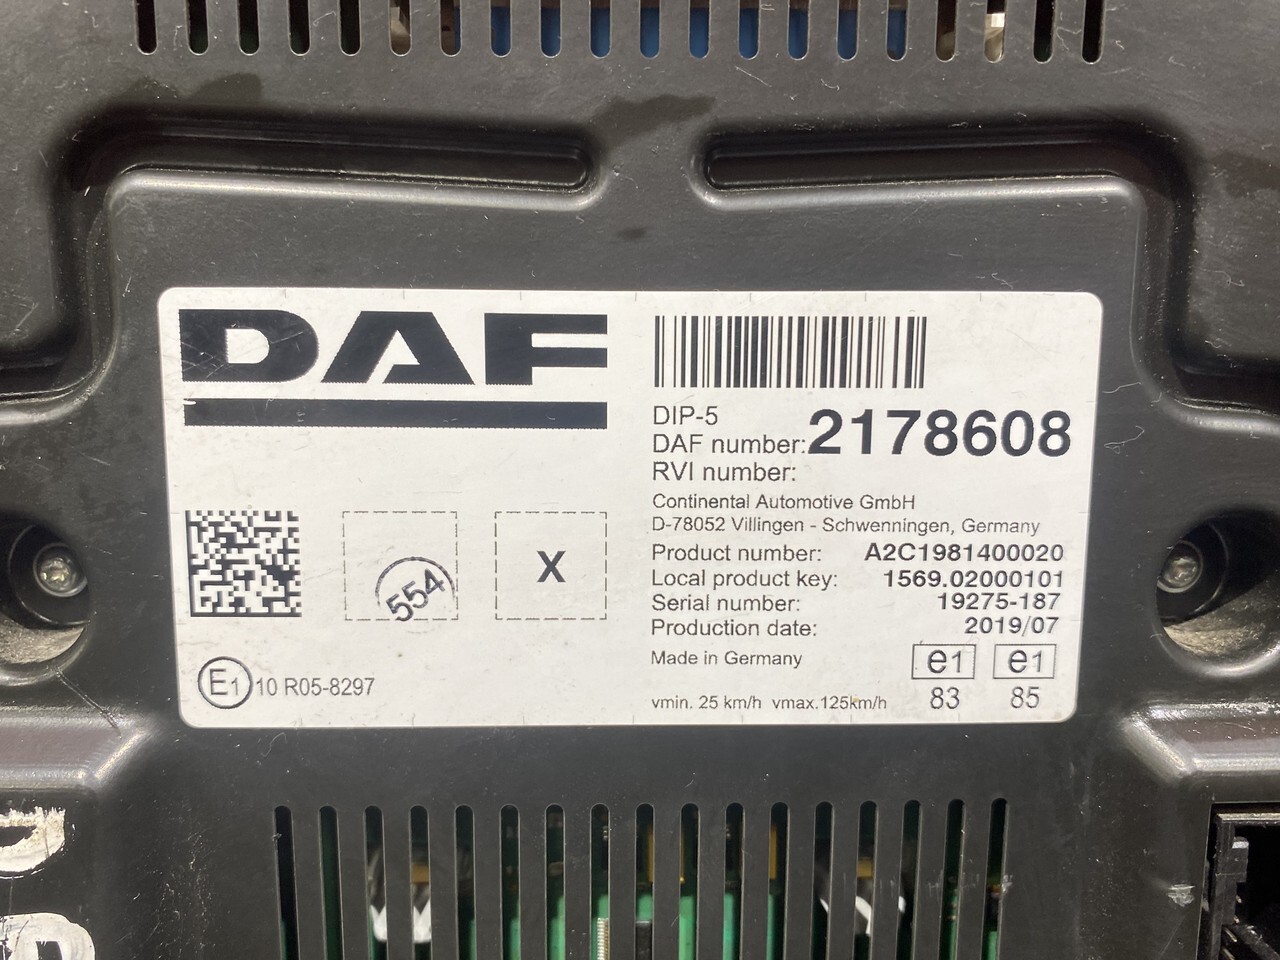 DAF
DIP-5
DAF number: 2178608
RVI number:
Continental Automotive GmbH
D-78052 Villingen - Schwenningen, Germany
Product number: A2C1981400020
Local product key: 1569.02000101
Serial number: 19275-187
Production date: 2019/07
Made in Germany e1 e1
83 85
vmin. 25 km/h vmax.125km/h
554
X
E1 10 R05-8297